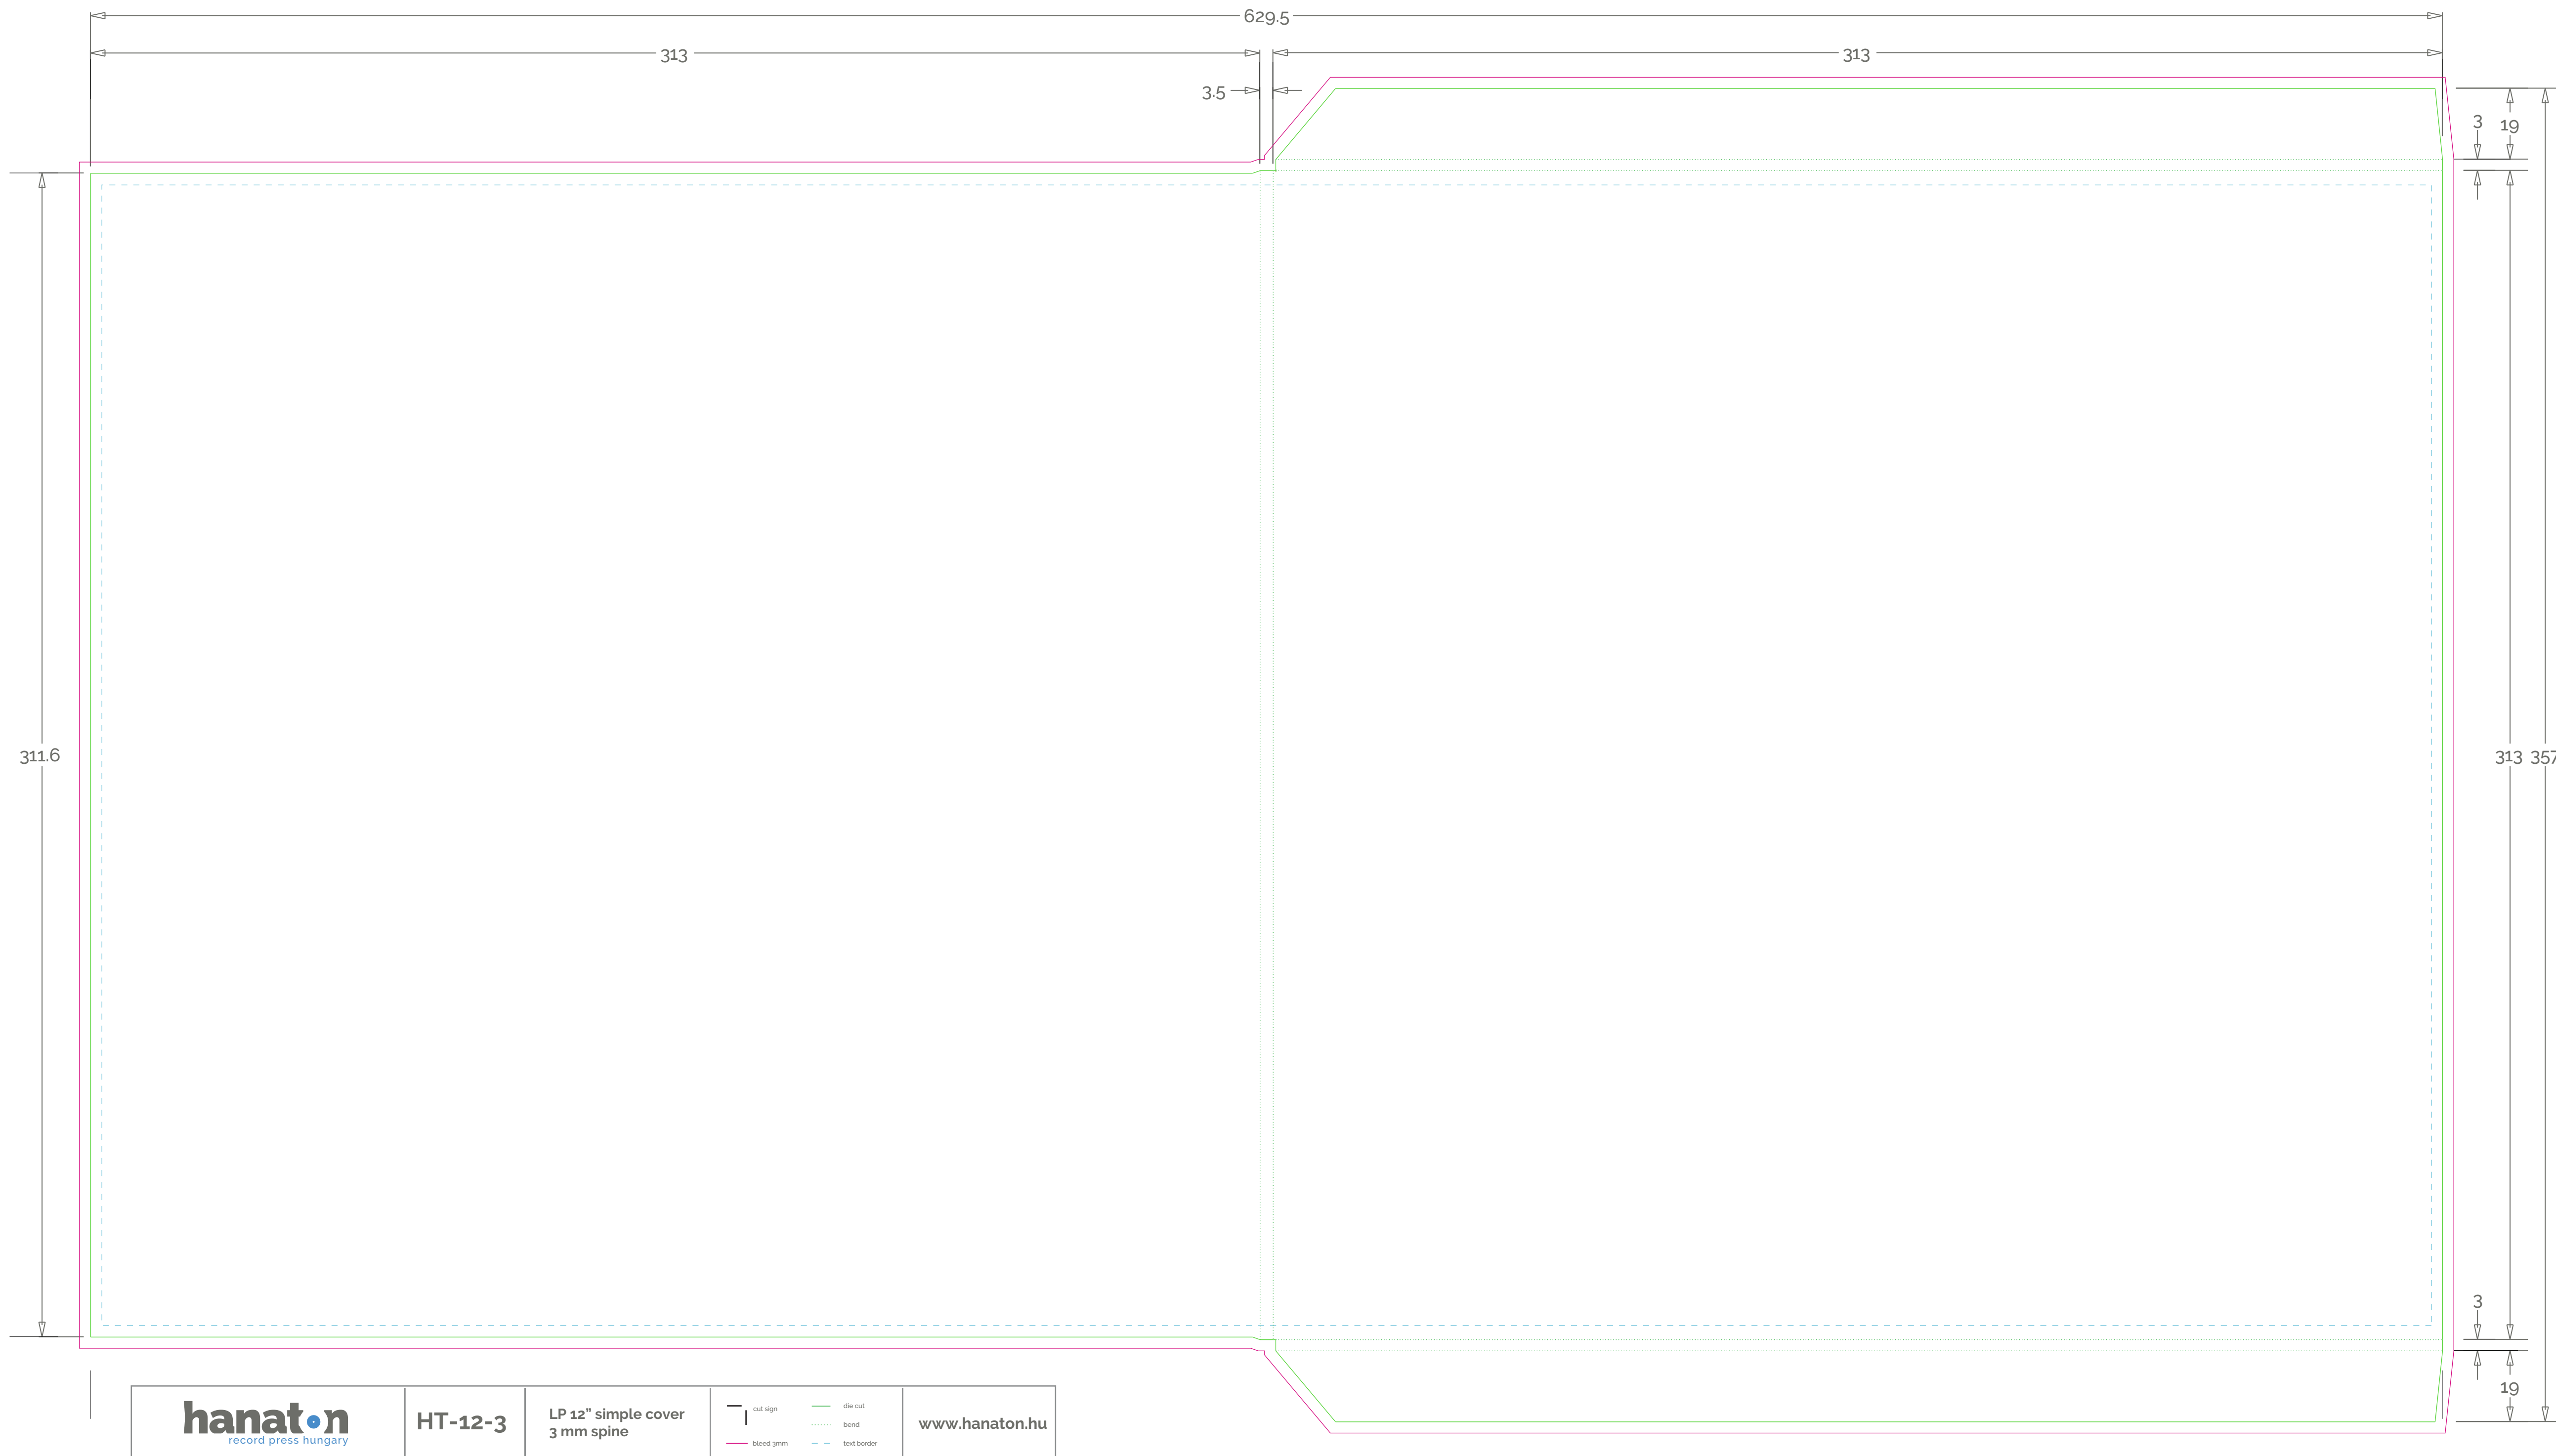 629.5
313
313
3.5
3
19
311.6
313
357
3
19
hanaton
record press hungary
HT-12-3
LP 12" simple cover
3 mm spine
cut sign
die cut
bend
bleed 3mm
text border
www.hanaton.hu